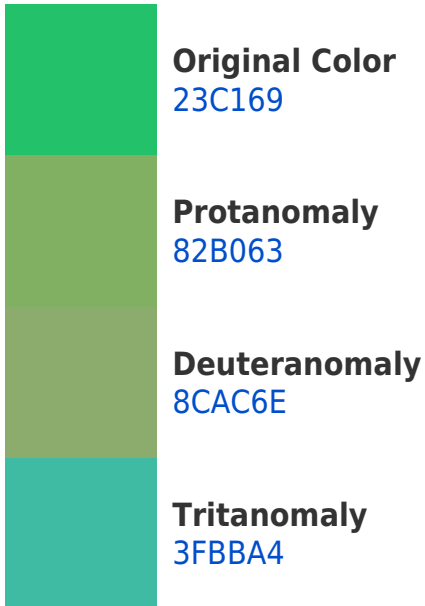 Original Color
23C169
Protanomaly
82B063
Deuteranomaly
8CAC6E
Tritanomaly
3FBBA4